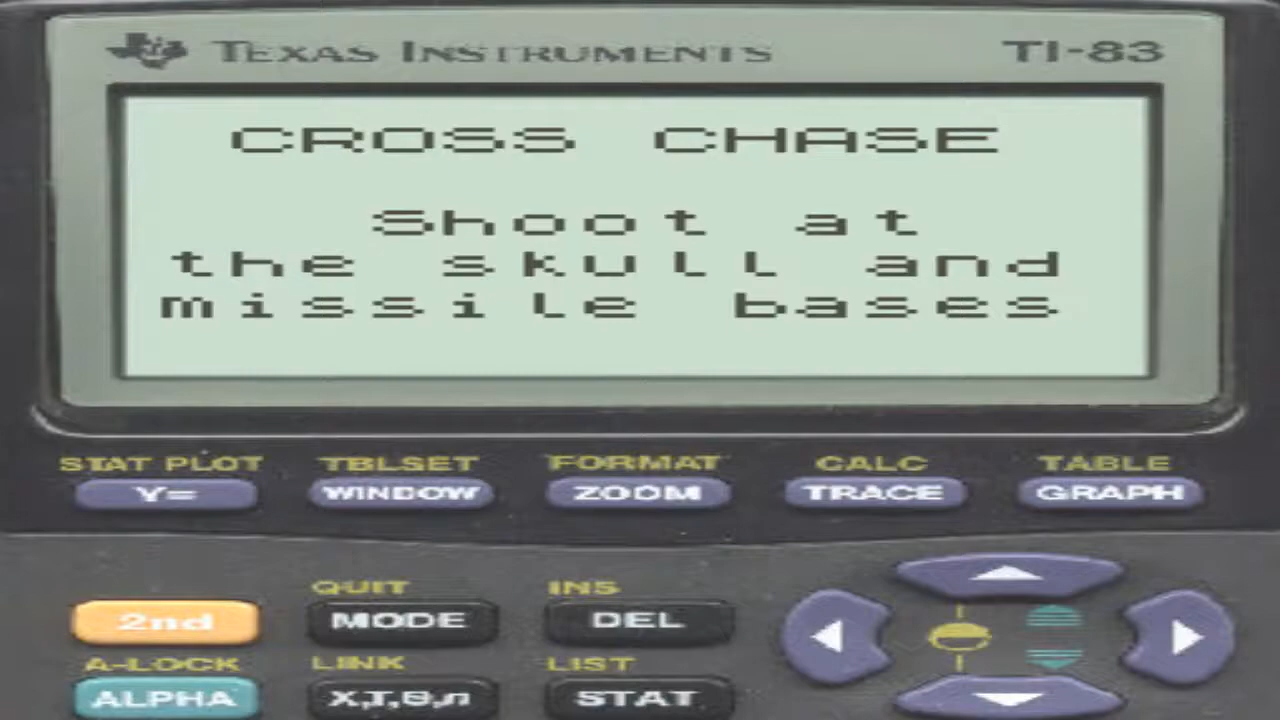 TEXAS INSTRUMENTS TI-83
CROSS CHASE
Shoot at
the skull and
missile bases
STAT PLOT TBLSET FORMAT CALC TABLE
Y= WINDOW ZOOM TRACE GRAPH
QUIT INS
2nd MODE DEL
A-LOCK LINK LIST
ALPHA X,T,Θ,n STAT